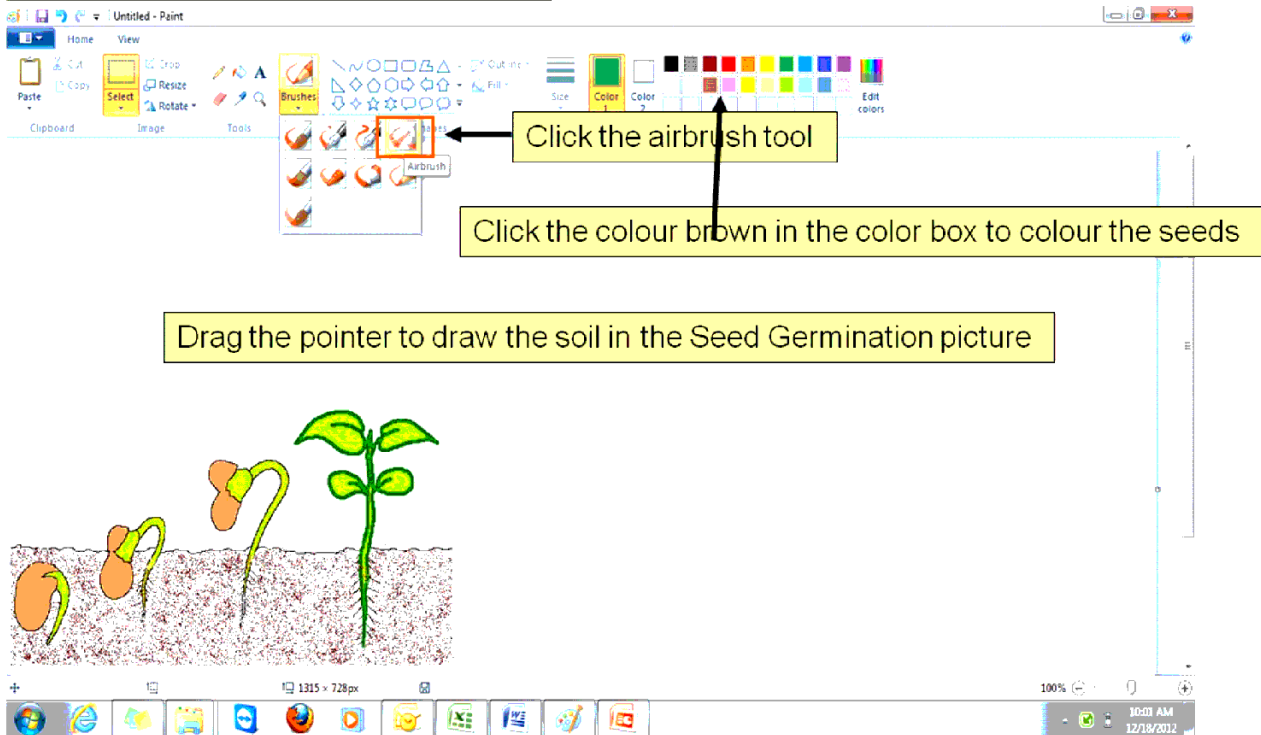 Untitled - Paint
Home View
Cut
Copy
Paste
Select
Crop
Resize
Rotate
Brushes
Outline
Fill
Size
Color 1
Color 2
Edit colors
Clipboard
Image
Tools
Airbrush
Click the airbrush tool
Click the colour brown in the color box to colour the seeds
Drag the pointer to draw the soil in the Seed Germination picture
1315 × 728px
100%
10:01 AM
12/18/2012